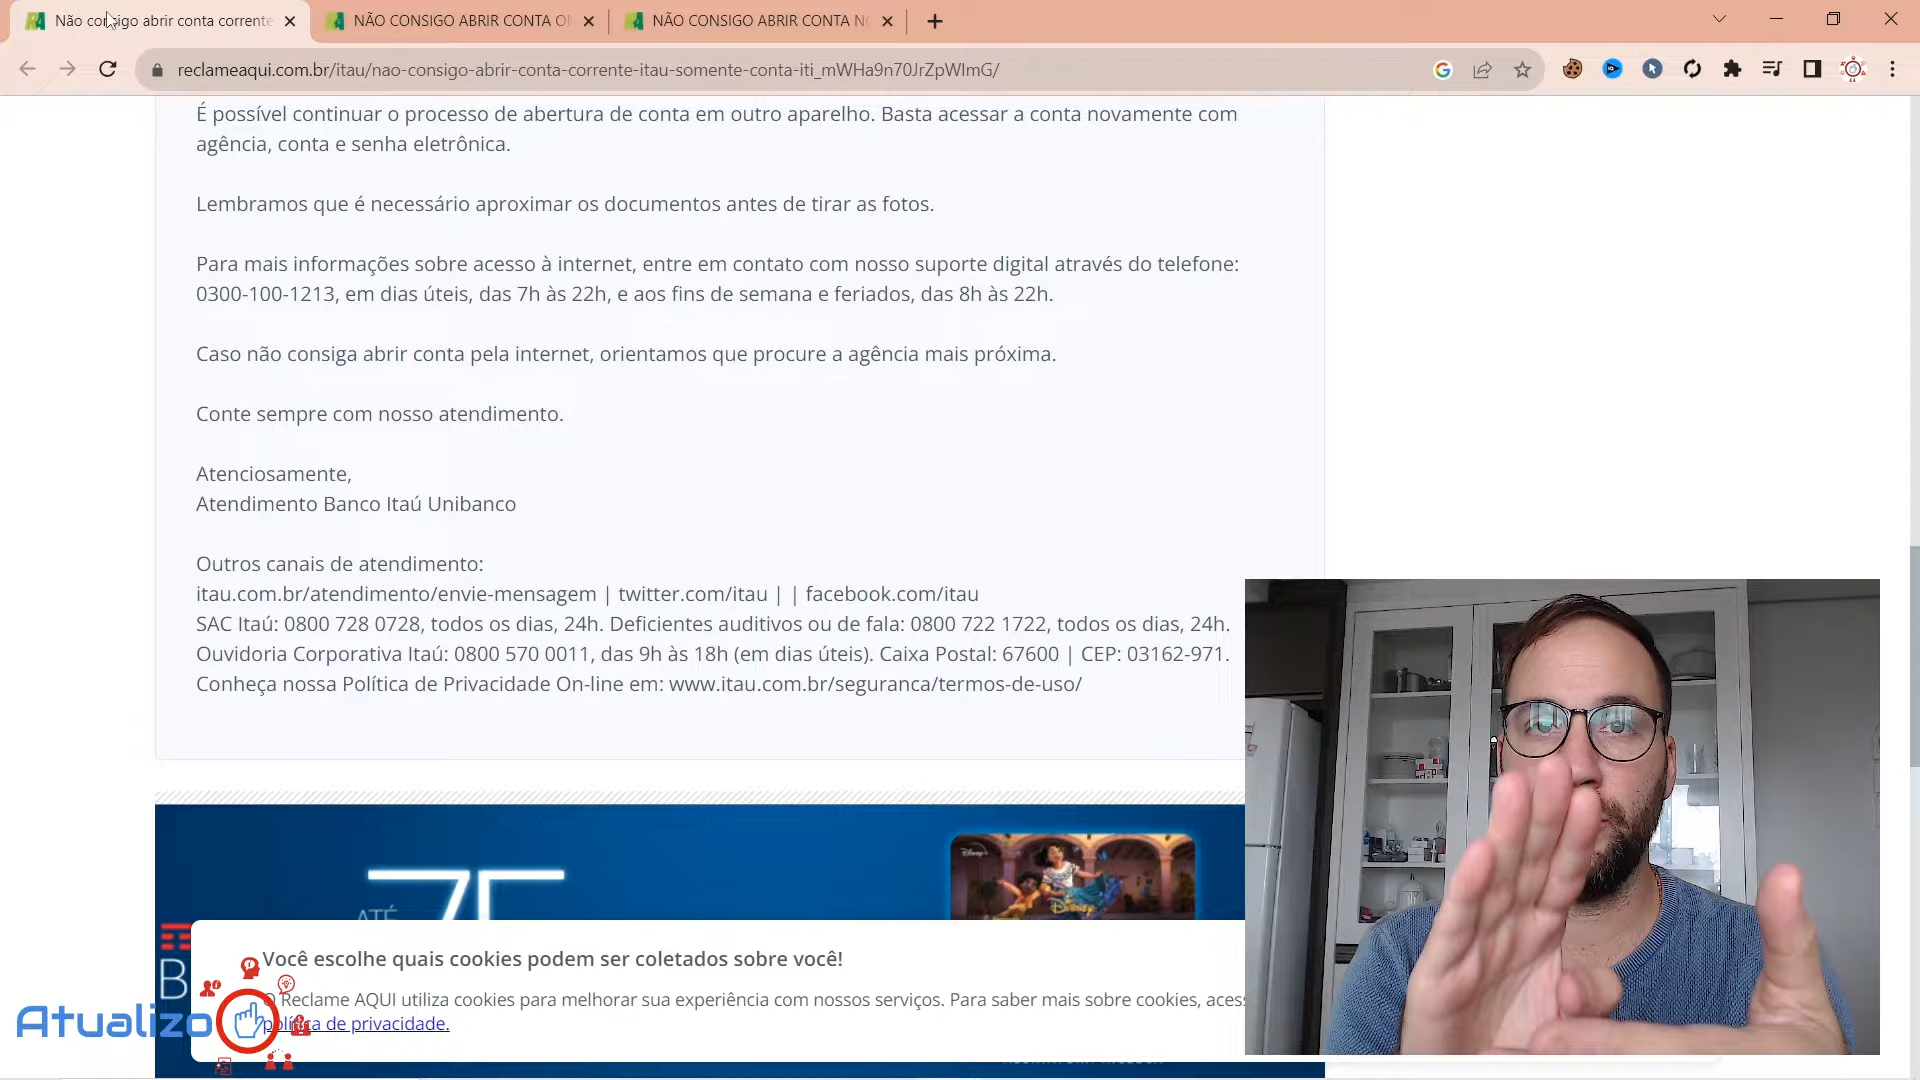 Não consigo abrir conta corrente
NÃO CONSIGO ABRIR CONTA
NÃO CONSIGO ABRIR CONTA
reclameaqui.com.br/itau/nao-consigo-abrir-conta-corrente-itau-somente-conta-iti_mWHa9n70JrZpWImG/
É possível continuar o processo de abertura de conta em outro aparelho. Basta acessar a conta novamente com
agência, conta e senha eletrônica.
Lembramos que é necessário aproximar os documentos antes de tirar as fotos.
Para mais informações sobre acesso à internet, entre em contato com nosso suporte digital através do telefone:
0300-100-1213, em dias úteis, das 7h às 22h, e aos fins de semana e feriados, das 8h às 22h.
Caso não consiga abrir conta pela internet, orientamos que procure a agência mais próxima.
Conte sempre com nosso atendimento.
Atenciosamente,
Atendimento Banco Itaú Unibanco
Outros canais de atendimento:
itau.com.br/atendimento/envie-mensagem | twitter.com/itau | | facebook.com/itau
SAC Itaú: 0800 728 0728, todos os dias, 24h. Deficientes auditivos ou de fala: 0800 722 1722, todos os dias, 24h.
Ouvidoria Corporativa Itaú: 0800 570 0011, das 9h às 18h (em dias úteis). Caixa Postal: 67600 | CEP: 03162-971.
Conheça nossa Política de Privacidade On-line em: www.itau.com.br/seguranca/termos-de-uso/
ATÉ
Disney+
Disney
Você escolhe quais cookies podem ser coletados sobre você!
O Reclame AQUI utiliza cookies para melhorar sua experiência com nossos serviços. Para saber mais sobre cookies,
política de privacidade.
Atualizo